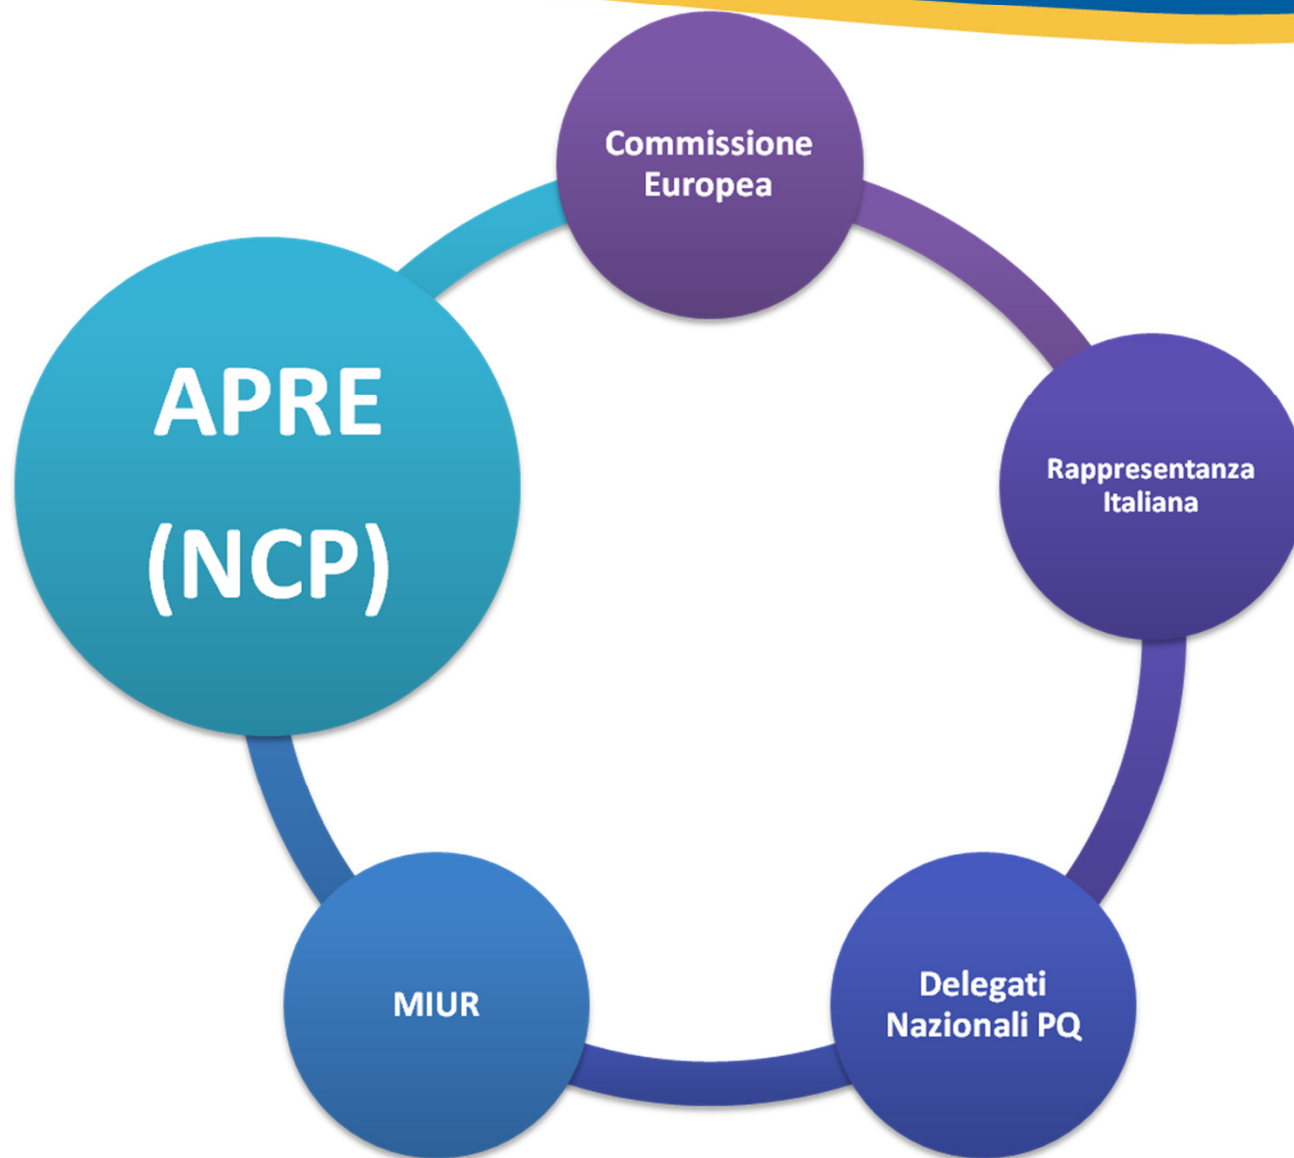 Commissione
Europea
APRE
(NCP)
Rappresentanza
Italiana
MIUR
Delegati
Nazionali PQ